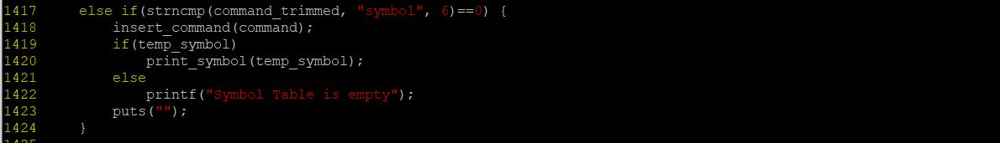 1417     else if(strncmp(command_trimmed, "symbol", 6)==0) {
1418         insert_command(command);
1419         if(temp_symbol)
1420             print_symbol(temp_symbol);
1421         else
1422             printf("Symbol Table is empty");
1423         puts("");
1424     }
1425